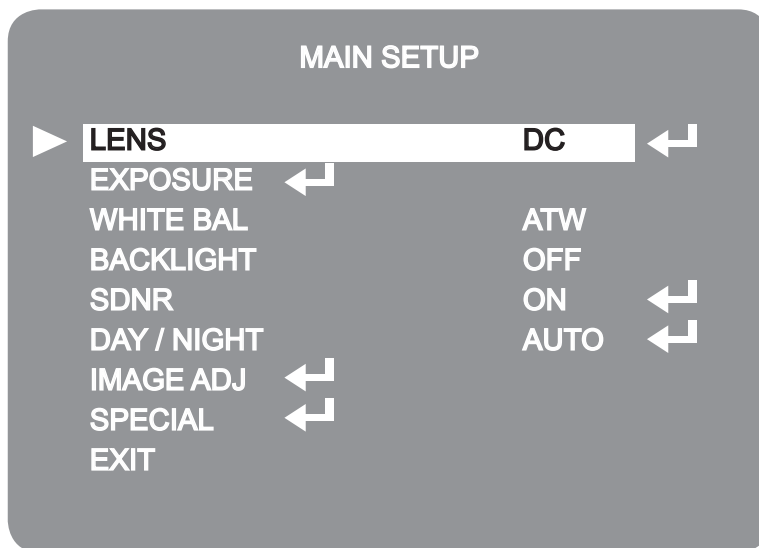 MAIN SETUP
LENS DC
EXPOSURE
WHITE BAL ATW
BACKLIGHT OFF
SDNR ON
DAY / NIGHT AUTO
IMAGE ADJ
SPECIAL
EXIT